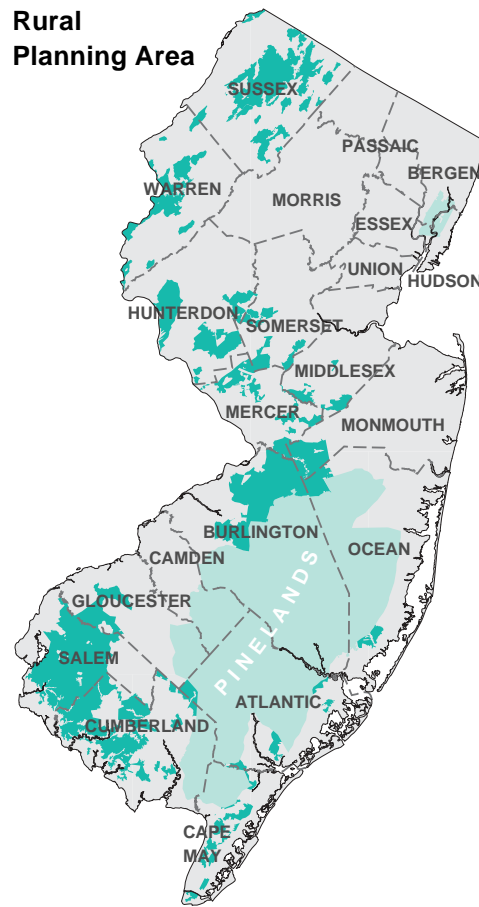 Rural
Planning Area
SUSSEX
PASSAIC
BERGEN
WARREN
MORRIS
ESSEX
UNION
HUDSON
HUNTERDON
SOMERSET
MIDDLESEX
MERCER
MONMOUTH
BURLINGTON
OCEAN
CAMDEN
PINELANDS
GLOUCESTER
SALEM
ATLANTIC
CUMBERLAND
CAPE
MAY